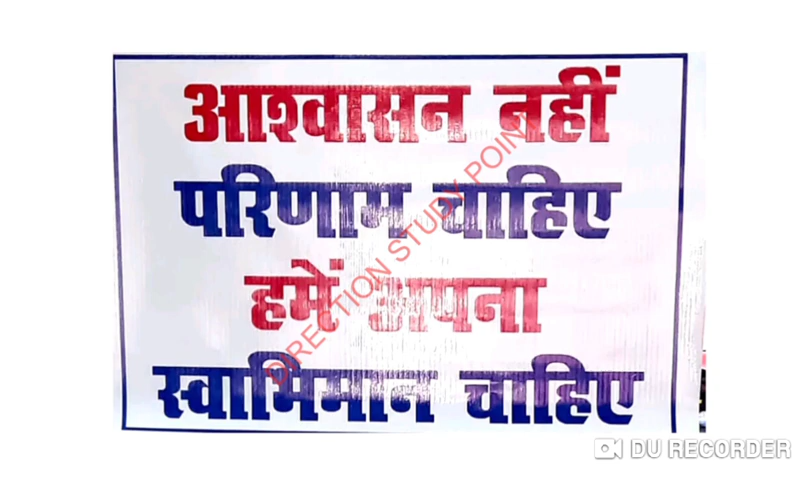 आश्वासन नहीं
परिणाम चाहिए
हमें अपना
स्वाभिमान चाहिए
DIRECTION STUDY POINT
DU RECORDER